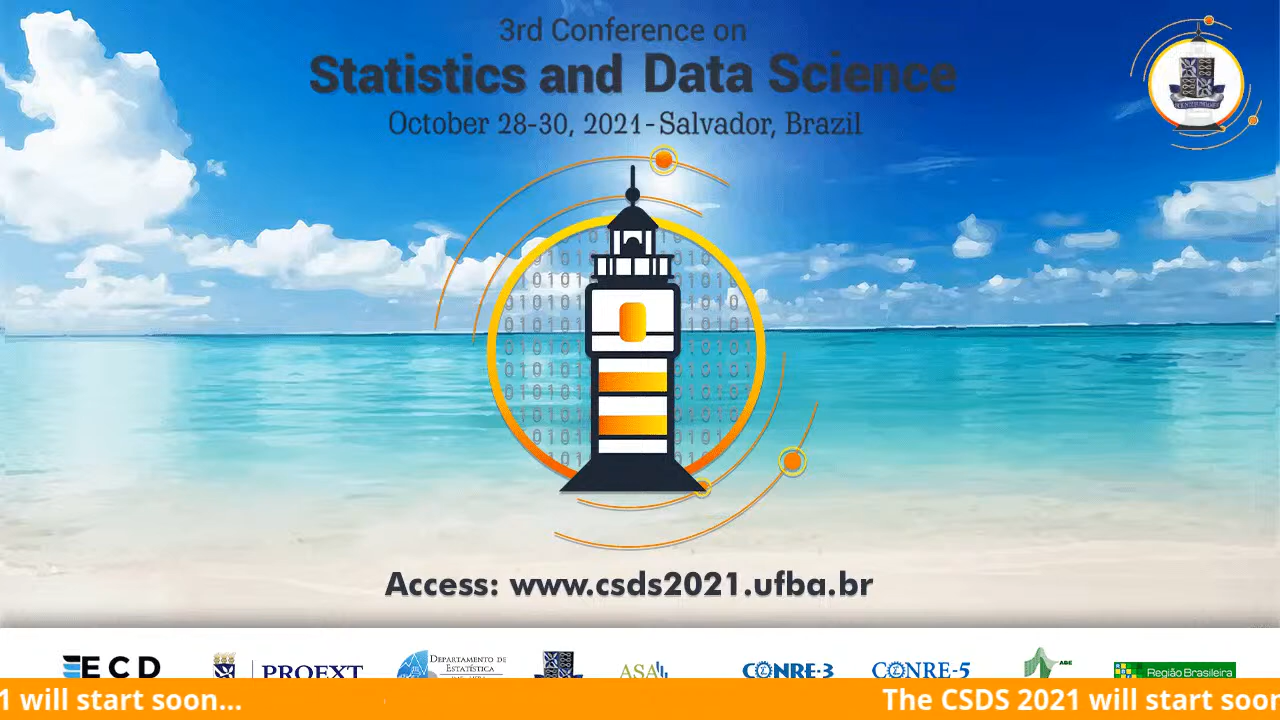 3rd Conference on
Statistics and Data Science
October 28-30, 2021-Salvador, Brazil
Access: www.csds2021.ufba.br
ECD
PROEXT
DEPARTAMENTO DE
ESTATÍSTICA
ASA
CONRE-3
CONRE-5
ABE
Região Brasileira
1 will start soon...
The CSDS 2021 will start soon